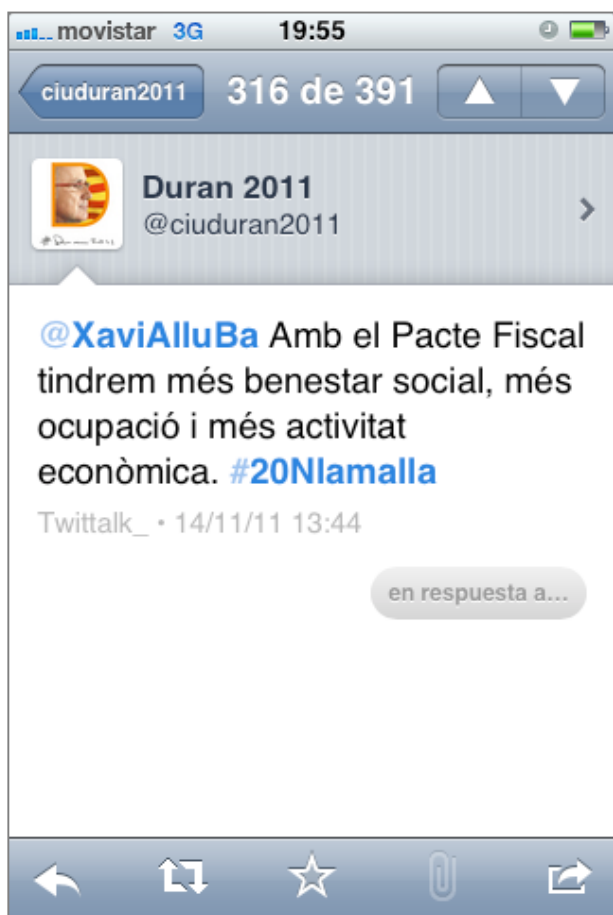 movistar 3G 19:55
ciuduran2011 316 de 391
Duran 2011
@ciuduran2011
@XaviAlluBa Amb el Pacte Fiscal
tindrem més benestar social, més
ocupació i més activitat
econòmica. #20Nlamalla
Twittalk_ • 14/11/11 13:44
en respuesta a...